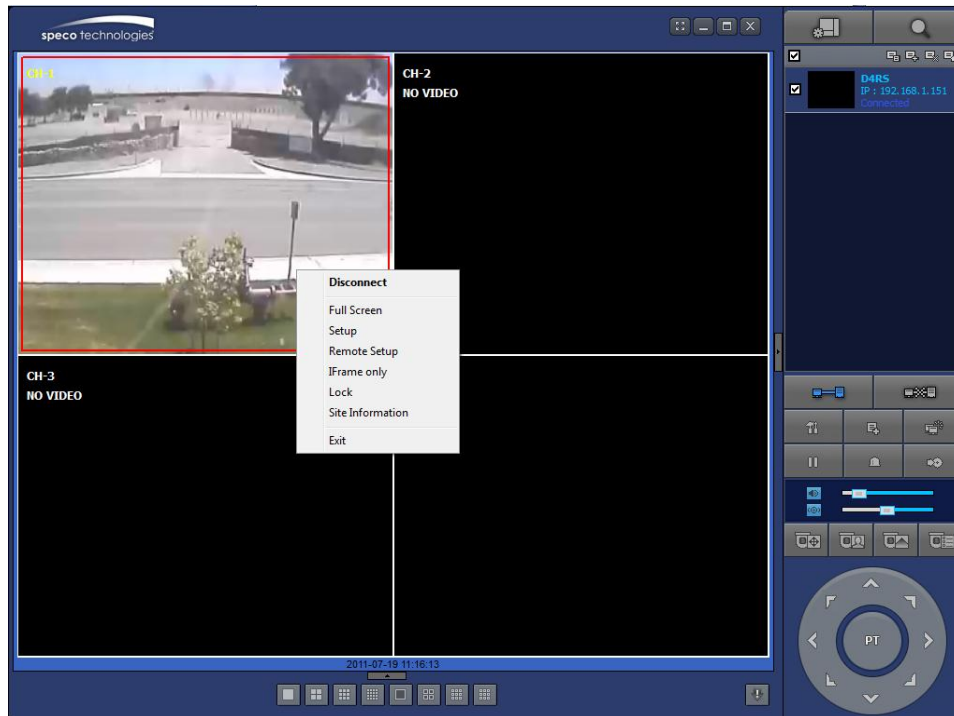 speco technologies
CH-1
CH-2
NO VIDEO
D4RS
IP : 192.168.1.151
Connected
Disconnect
Full Screen
Setup
Remote Setup
IFrame only
Lock
Site Information
Exit
CH-3
NO VIDEO
PT
2011-07-19 11:16:13